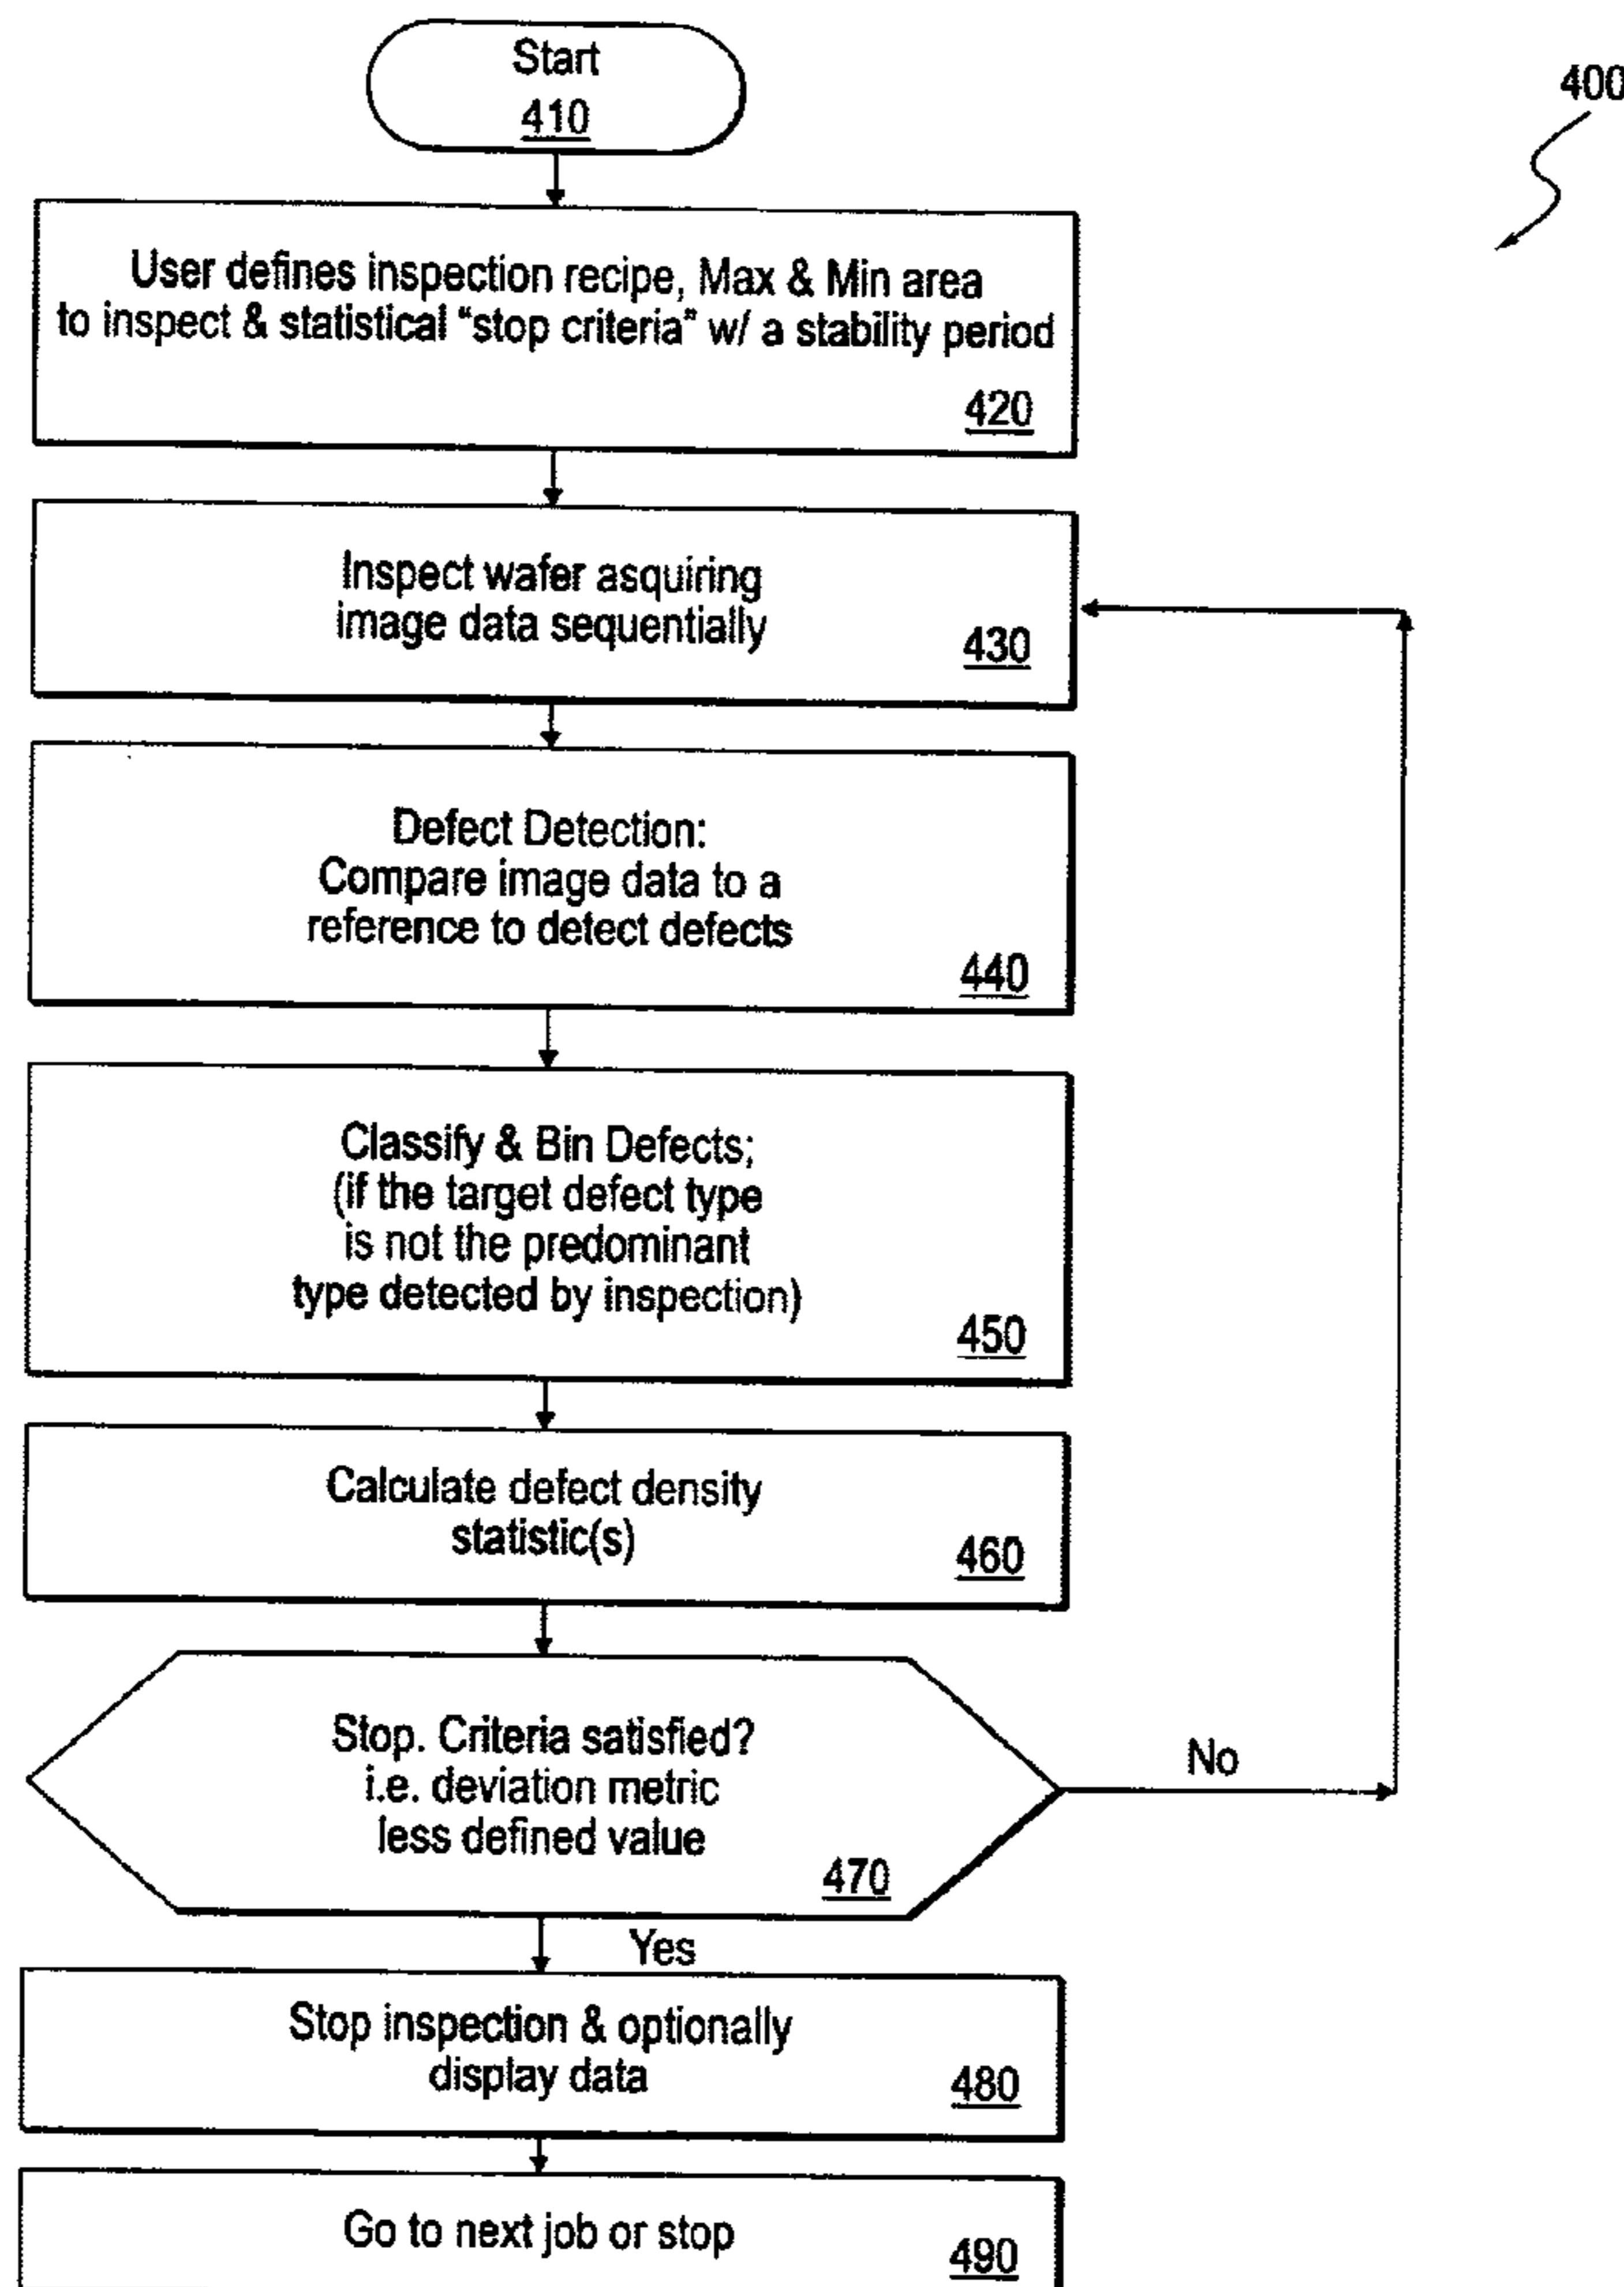 Start
410
400
User defines inspection recipe, Max & Min area
to inspect & statistical "stop criteria" w/ a stability period
420
Inspect wafer asquiring
image data sequentially
430
Defect Detection:
Compare image data to a
reference to detect defects
440
Classify & Bin Defects;
(if the target defect type
is not the predominant
type detected by inspection)
450
Calculate defect density
statistic(s)
460
Stop. Criteria satisfied?
i.e. deviation metric
less defined value
470
No
Yes
Stop inspection & optionally
display data
480
Go to next job or stop
490